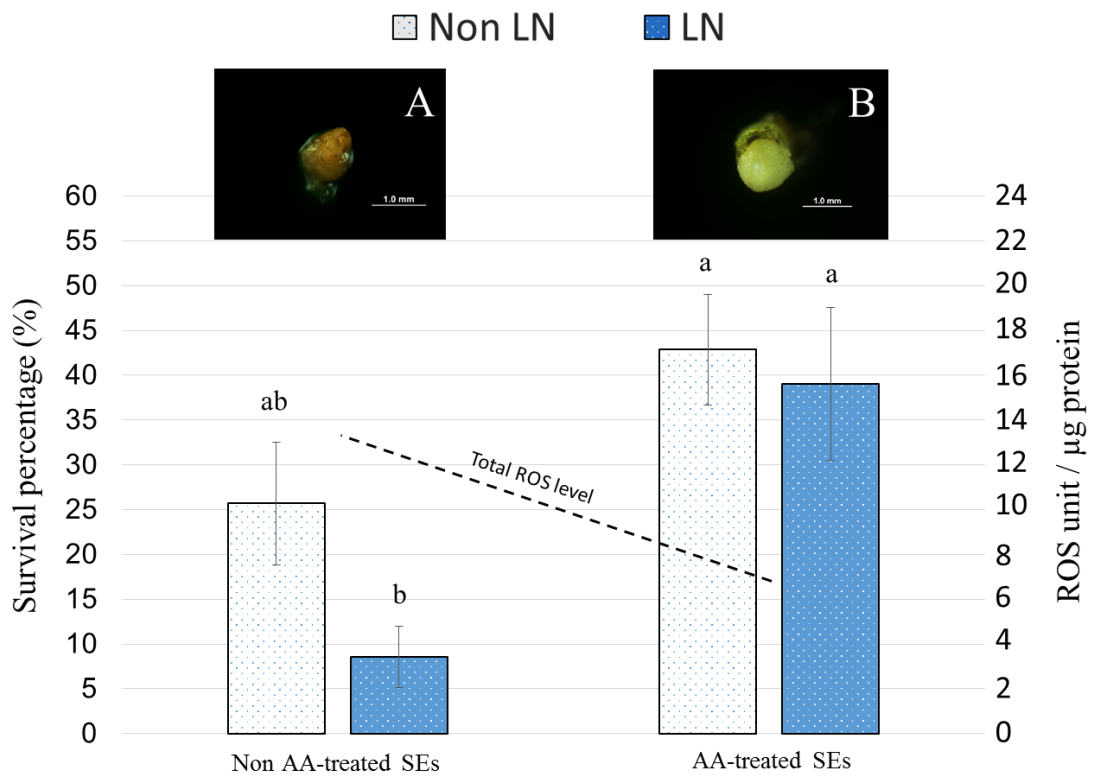 Non LN
LN
A
1.0 mm
B
1.0 mm
60
55
50
45
40
35
30
25
20
15
10
5
0
Survival percentage (%)
24
22
20
18
16
14
12
10
8
6
4
2
0
ROS unit / µg protein
ab
b
a
a
Total ROS level
Non AA-treated SEs
AA-treated SEs